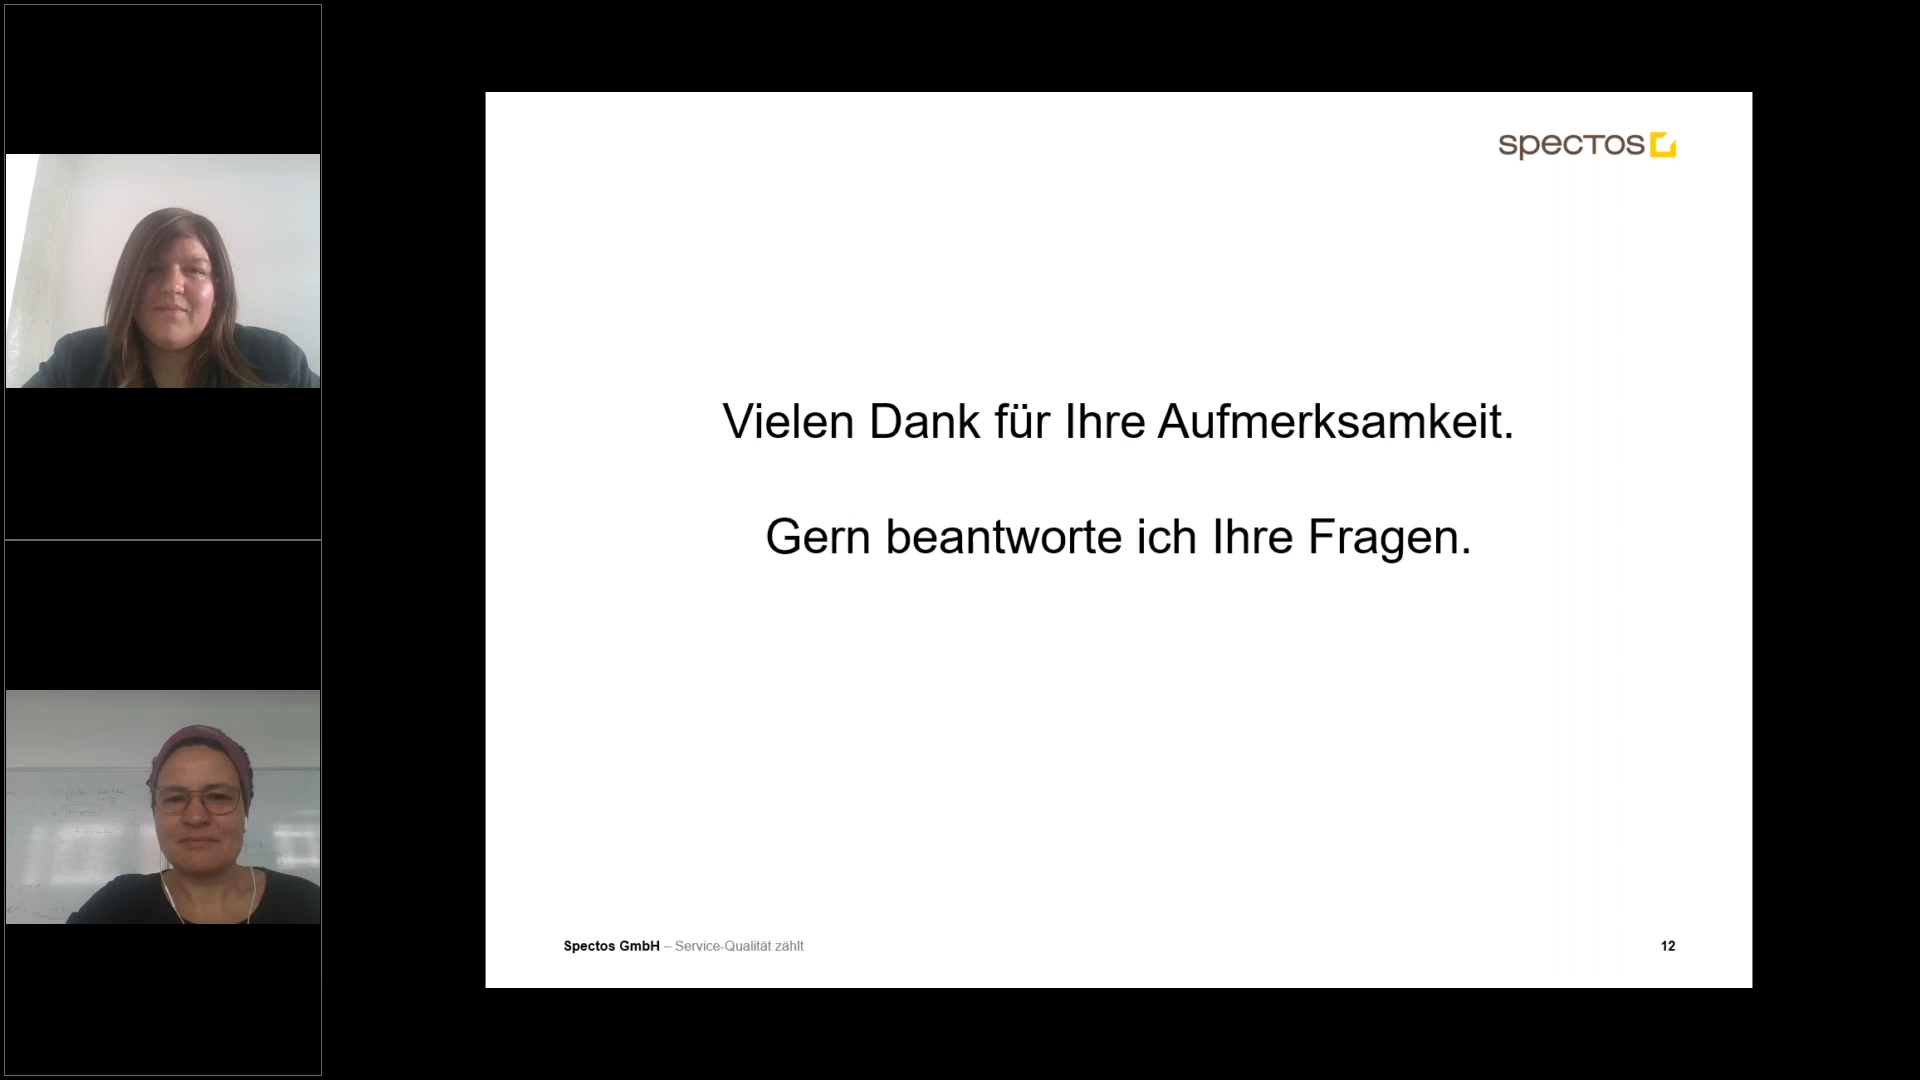 spectos
Vielen Dank für Ihre Aufmerksamkeit.
Gern beantworte ich Ihre Fragen.
Spectos GmbH – Service-Qualität zählt
12